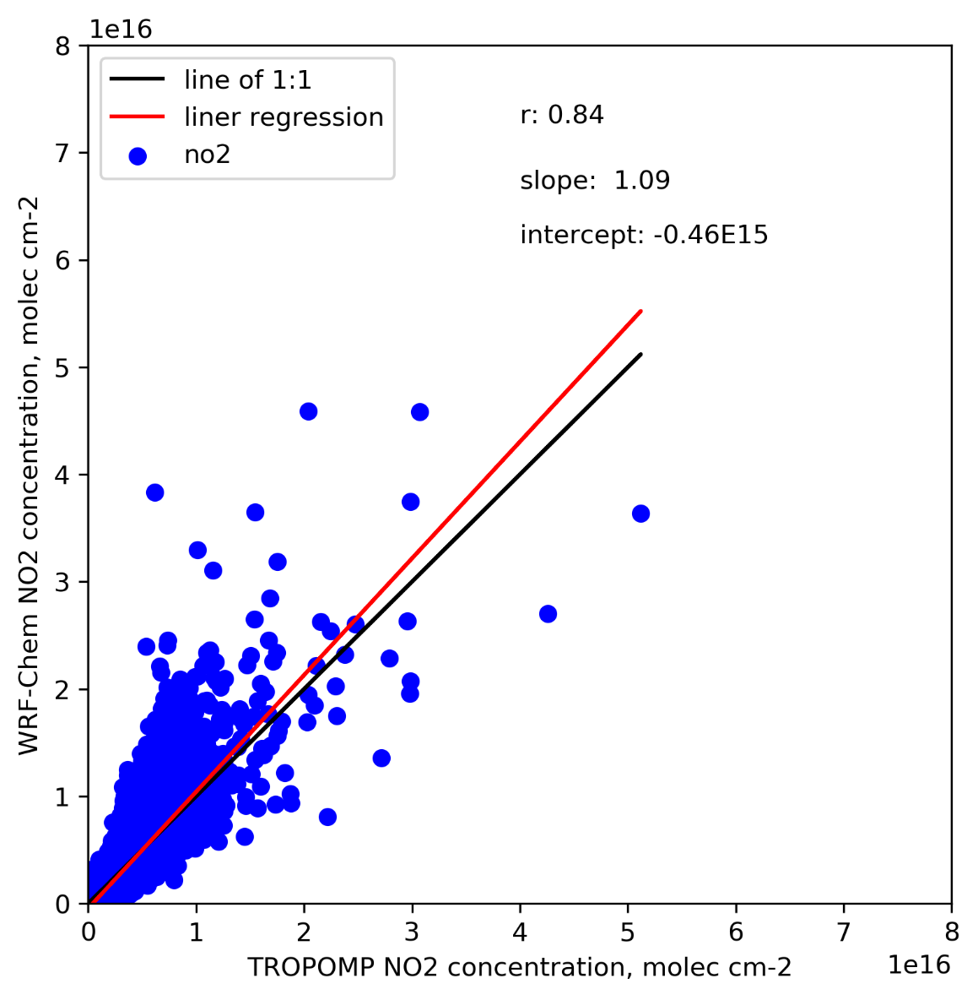 1e16
8
line of 1:1
liner regression
no2
r: 0.84
slope:  1.09
intercept: -0.46E15
7
6
5
4
3
2
1
0
WRF-Chem NO2 concentration, molec cm-2
0 1 2 3 4 5 6 7 8
TROPOMP NO2 concentration, molec cm-2
1e16